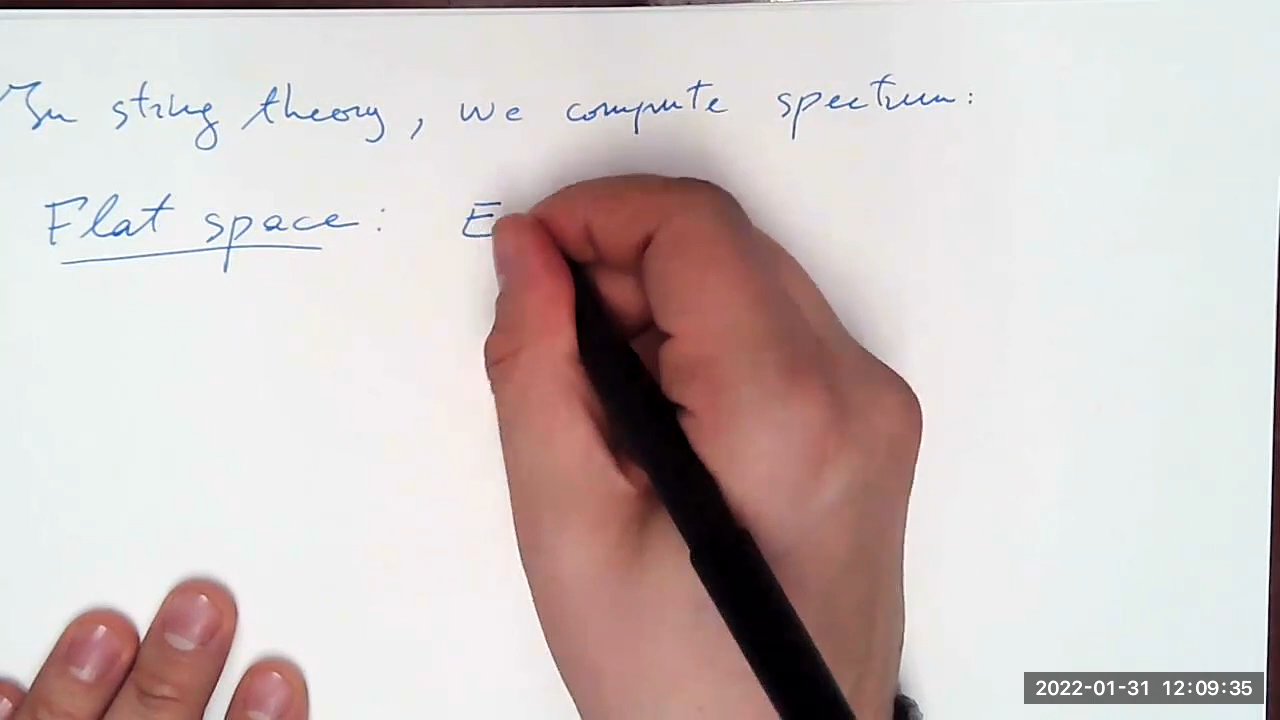 In string theory, we compute spectrum:
Flat space: E
2022-01-31 12:09:35